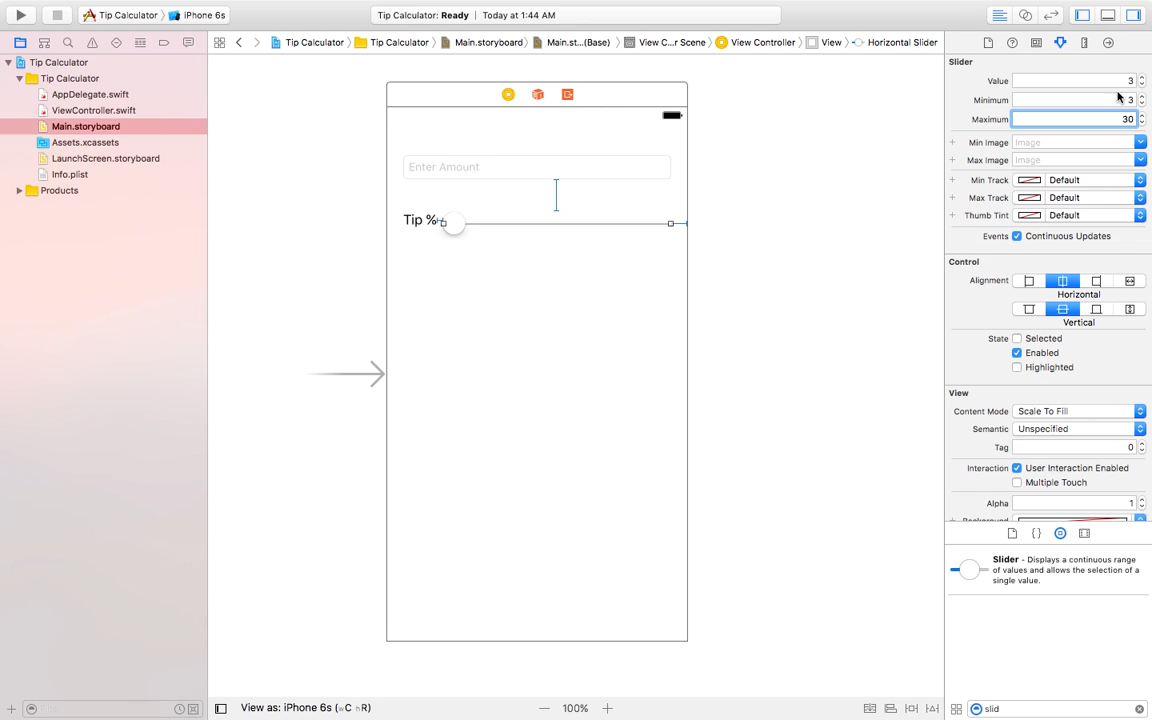 Tip Calculator
iPhone 6s
Tip Calculator: Ready
Today at 1:44 AM
Tip Calculator
Tip Calculator
Main.storyboard
Main.st...(Base)
View C...r Scene
View Controller
View
Horizontal Slider
Tip Calculator
Tip Calculator
AppDelegate.swift
ViewController.swift
Main.storyboard
Assets.xcassets
LaunchScreen.storyboard
Info.plist
Products
Enter Amount
Tip %
Slider
Value 3
Minimum 3
Maximum 30
Min Image Image
Max Image Image
Min Track Default
Max Track Default
Thumb Tint Default
Events Continuous Updates
Control
Alignment
Horizontal
Vertical
State Selected
Enabled
Highlighted
View
Content Mode Scale To Fill
Semantic Unspecified
Tag 0
Interaction User Interaction Enabled
Multiple Touch
Alpha 1
Background
Slider - Displays a continuous range
of values and allows the selection of a
single value.
View as: iPhone 6s (wC hR)
100%
slid